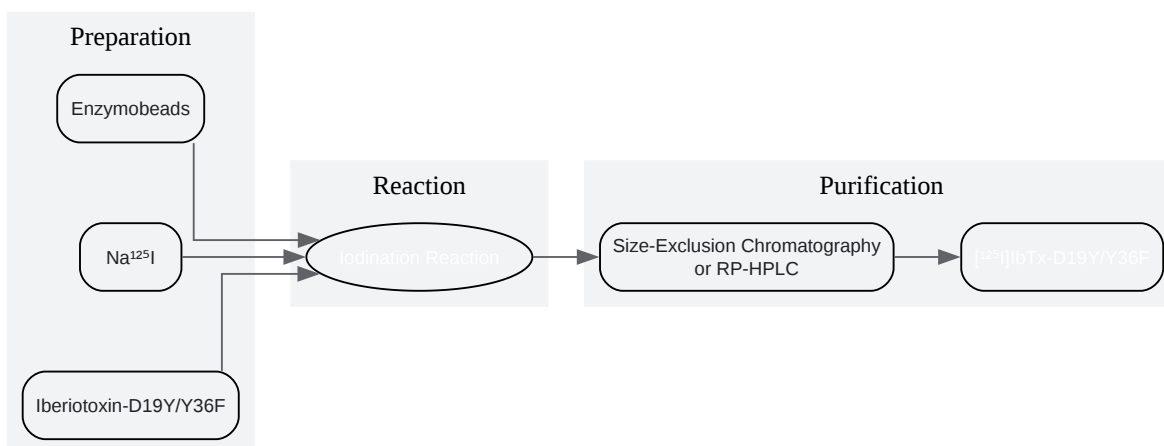 Preparation
Enzymobeads
Na¹²⁵I
Iberiotoxin-D19Y/Y36F
Reaction
Iodination Reaction
Purification
Size-Exclusion Chromatography
or RP-HPLC
[¹²⁵I]IbTx-D19Y/Y36F